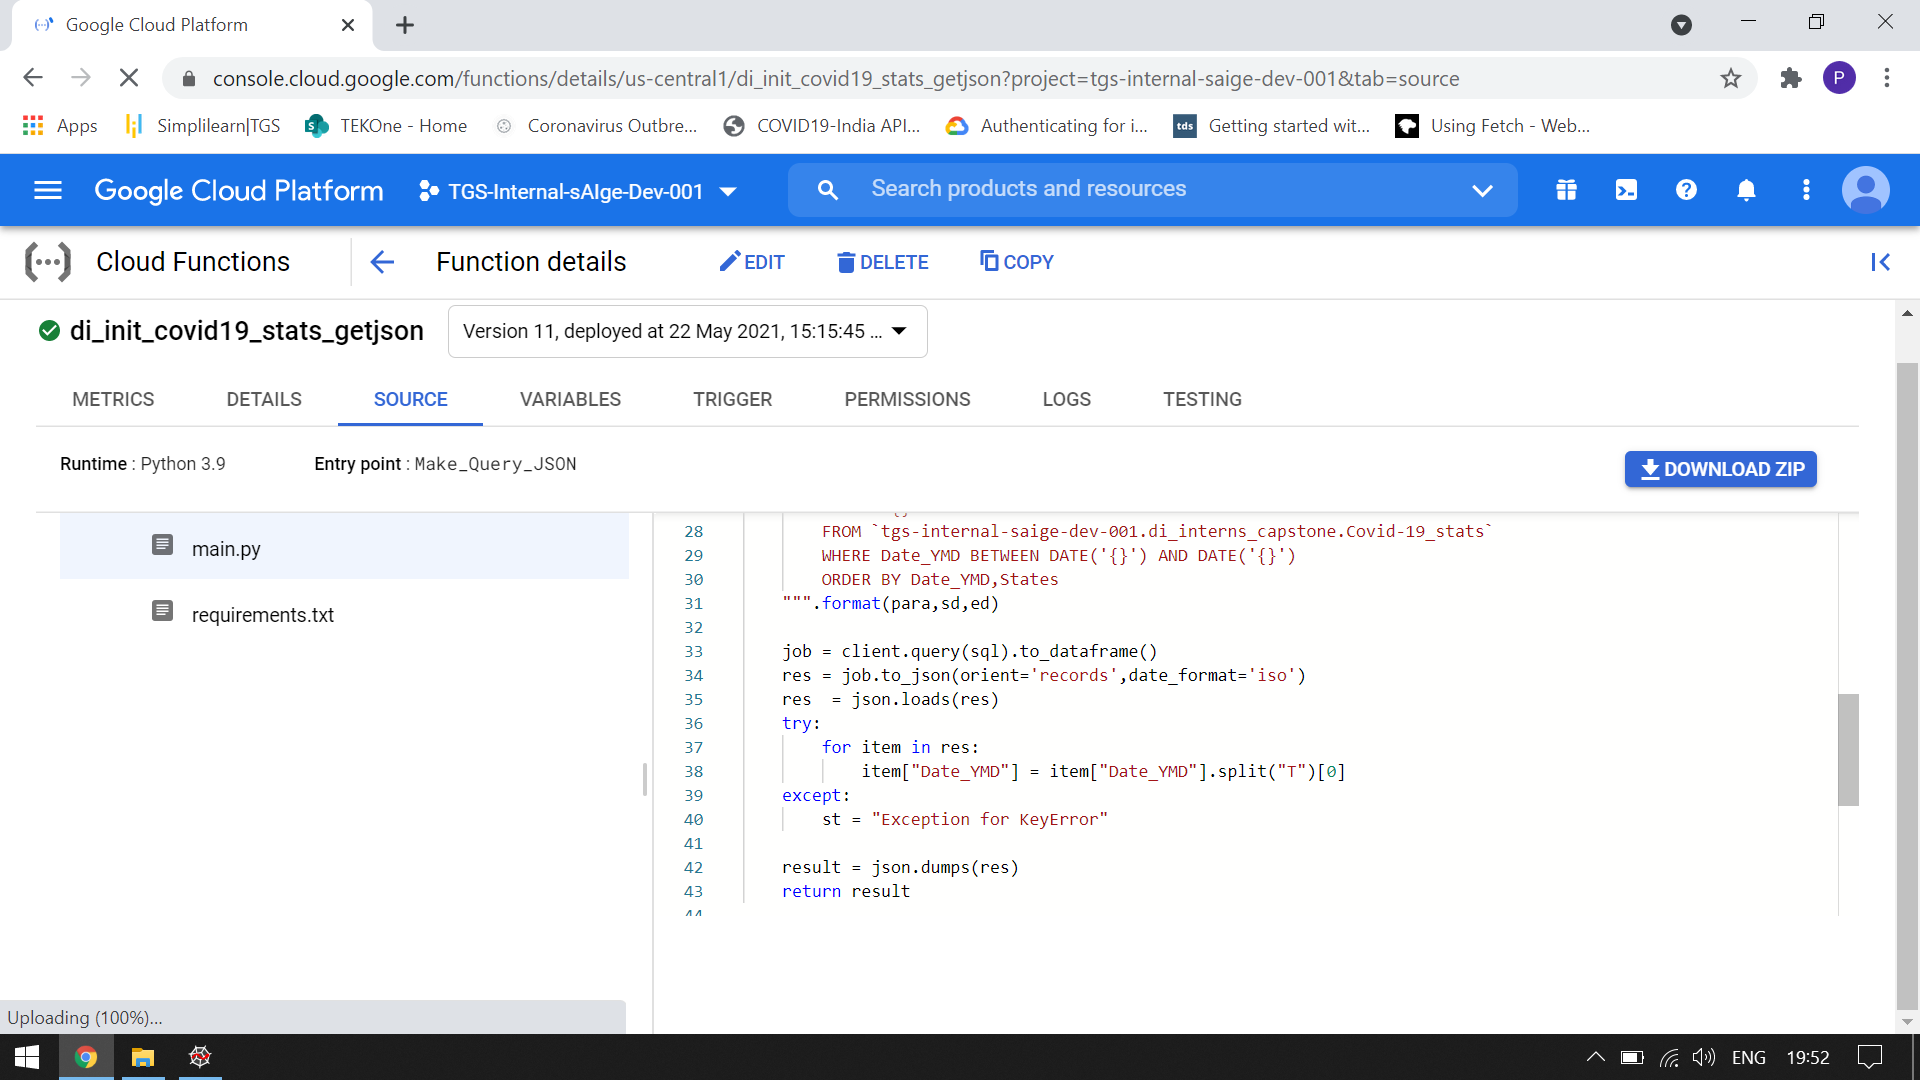 Google Cloud Platform
console.cloud.google.com/functions/details/us-central1/di_init_covid19_stats_getjson?project=tgs-internal-saige-dev-001&tab=source
P
Apps
Simplilearn|TGS
TEKOne - Home
Coronavirus Outbre...
COVID19-India API...
Authenticating for i...
tds
Getting started wit...
Using Fetch - Web...
Google Cloud Platform
TGS-Internal-sAIge-Dev-001
Search products and resources
Cloud Functions
Function details
EDIT
DELETE
COPY
di_init_covid19_stats_getjson
Version 11, deployed at 22 May 2021, 15:15:45 ...
METRICS
DETAILS
SOURCE
VARIABLES
TRIGGER
PERMISSIONS
LOGS
TESTING
Runtime : Python 3.9
Entry point : Make_Query_JSON
DOWNLOAD ZIP
main.py
requirements.txt
28 FROM `tgs-internal-saige-dev-001.di_interns_capstone.Covid-19_stats`
29 WHERE Date_YMD BETWEEN DATE('{}') AND DATE('{}')
30 ORDER BY Date_YMD,States
31 """.format(para,sd,ed)
32
33 job = client.query(sql).to_dataframe()
34 res = job.to_json(orient='records',date_format='iso')
35 res  = json.loads(res)
36 try:
37 for item in res:
38 item["Date_YMD"] = item["Date_YMD"].split("T")[0]
39 except:
40 st = "Exception for KeyError"
41
42 result = json.dumps(res)
43 return result
44
Uploading (100%)...
ENG
19:52